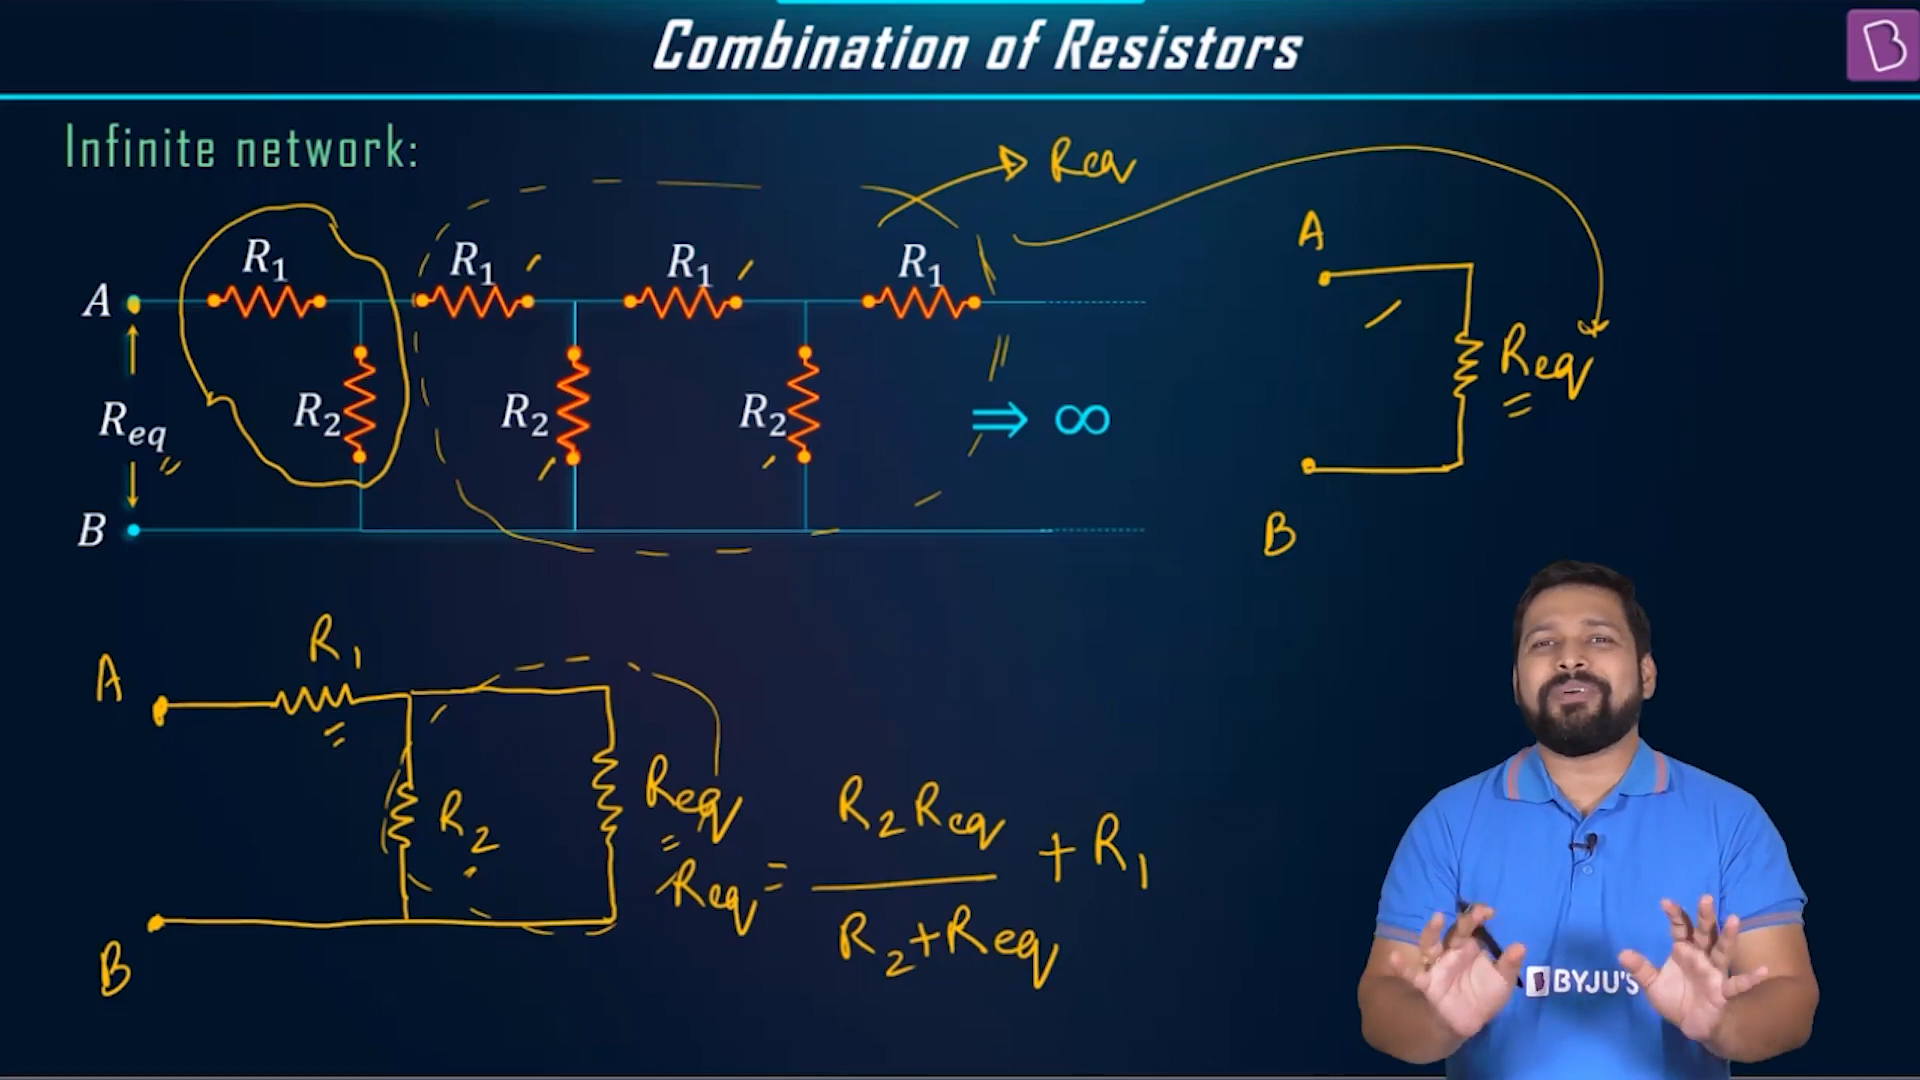 Combination of Resistors
B
Infinite network:
Req
A
R₁ R₁ R₁ R₁
A
Req
R₂ R₂ R₂
⇒ ∞
Req
B
B
R₁
A
R₂
Req
Req = R₂Req / R₂+Req + R₁
B
BYJU'S